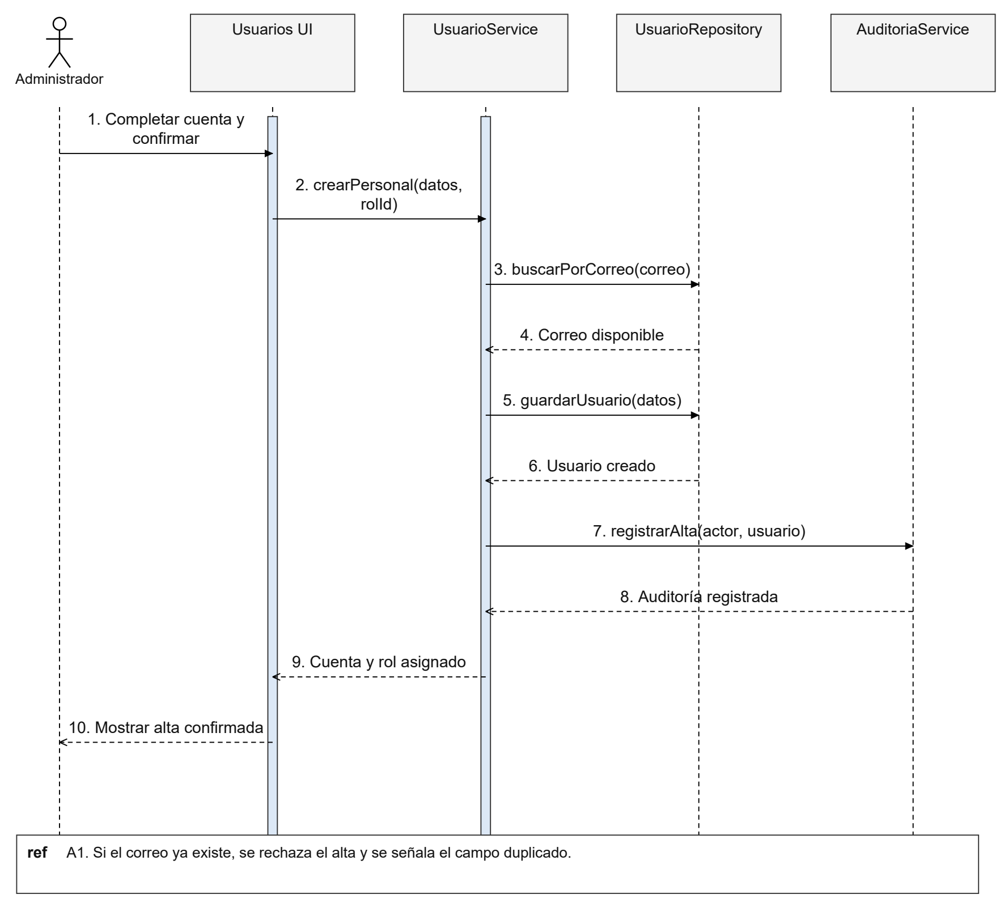 Administrador
Usuarios UI
UsuarioService
UsuarioRepository
AuditoriaService
1. Completar cuenta y
confirmar
2. crearPersonal(datos,
rolId)
3. buscarPorCorreo(correo)
4. Correo disponible
5. guardarUsuario(datos)
6. Usuario creado
7. registrarAlta(actor, usuario)
8. Auditoría registrada
9. Cuenta y rol asignado
10. Mostrar alta confirmada
ref A1. Si el correo ya existe, se rechaza el alta y se señala el campo duplicado.